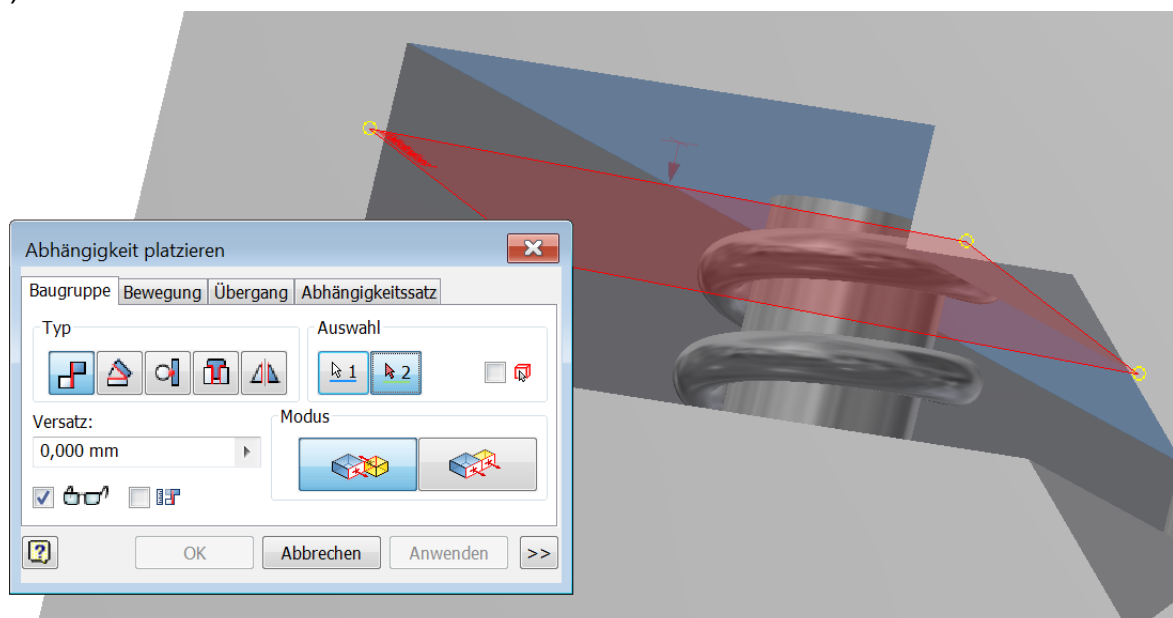 Abhängigkeit platzieren
Baugruppe Bewegung Übergang Abhängigkeitssatz
Typ
Auswahl
1 2
Versatz:
Modus
0,000 mm
? OK Abbrechen Anwenden >>